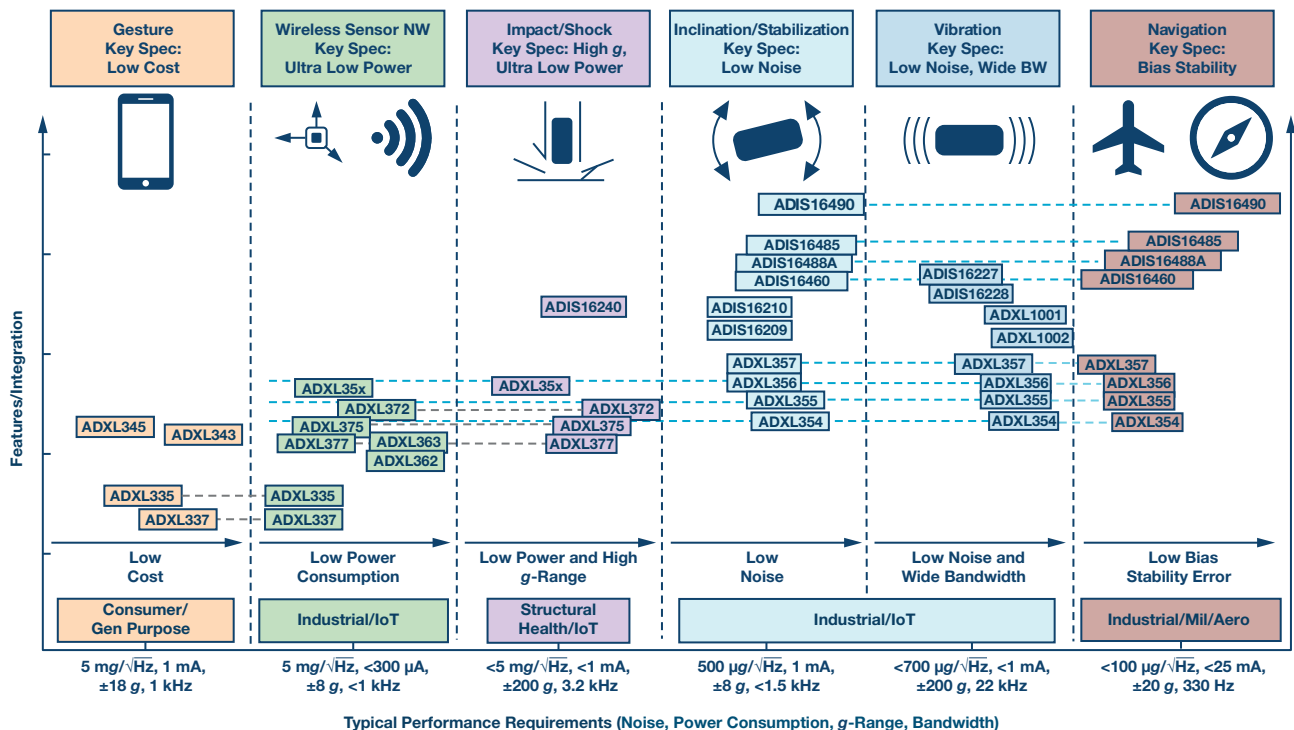 Gesture
Key Spec:
Low Cost
Wireless Sensor NW
Key Spec:
Ultra Low Power
Impact/Shock
Key Spec: High g,
Ultra Low Power
Inclination/Stabilization
Key Spec:
Low Noise
Vibration
Key Spec:
Low Noise, Wide BW
Navigation
Key Spec:
Bias Stability
Features/Integration
ADXL345
ADXL343
ADXL335
ADXL337
ADXL35x
ADXL372
ADXL375
ADXL377
ADXL363
ADXL362
ADXL335
ADXL337
ADIS16240
ADXL35x
ADXL372
ADXL375
ADXL377
ADIS16490
ADIS16485
ADIS16488A
ADIS16460
ADIS16210
ADIS16209
ADXL357
ADXL356
ADXL355
ADXL354
ADIS16227
ADIS16228
ADXL1001
ADXL1002
ADXL357
ADXL356
ADXL355
ADXL354
ADIS16490
ADIS16485
ADIS16488A
ADIS16460
ADXL357
ADXL356
ADXL355
ADXL354
Low
Cost
Low Power
Consumption
Low Power and High
g-Range
Low
Noise
Low Noise and
Wide Bandwidth
Low Bias
Stability Error
Consumer/
Gen Purpose
Industrial/IoT
Structural
Health/IoT
Industrial/IoT
Industrial/Mil/Aero
5 mg/√Hz, 1 mA,
±18 g, 1 kHz
5 mg/√Hz, <300 µA,
±8 g, <1 kHz
<5 mg/√Hz, <1 mA,
±200 g, 3.2 kHz
500 µg/√Hz, 1 mA,
±8 g, <1.5 kHz
<700 µg/√Hz, <1 mA,
±200 g, 22 kHz
<100 µg/√Hz, <25 mA,
±20 g, 330 Hz
Typical Performance Requirements (Noise, Power Consumption, g-Range, Bandwidth)